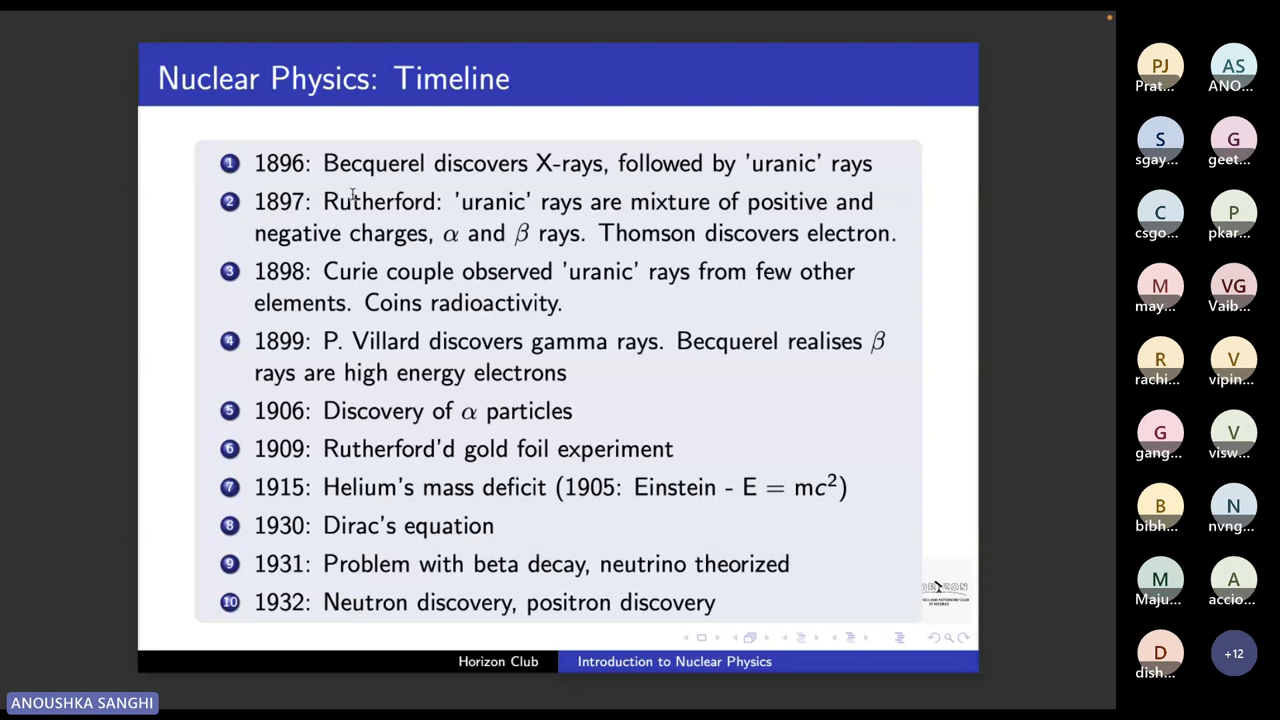 Nuclear Physics: Timeline
1 1896: Becquerel discovers X-rays, followed by 'uranic' rays
2 1897: Rutherford: 'uranic' rays are mixture of positive and
negative charges, α and β rays. Thomson discovers electron.
3 1898: Curie couple observed 'uranic' rays from few other
elements. Coins radioactivity.
4 1899: P. Villard discovers gamma rays. Becquerel realises β
rays are high energy electrons
5 1906: Discovery of α particles
6 1909: Rutherford'd gold foil experiment
7 1915: Helium's mass deficit (1905: Einstein - E = mc²)
8 1930: Dirac's equation
9 1931: Problem with beta decay, neutrino theorized
10 1932: Neutron discovery, positron discovery
Horizon Club Introduction to Nuclear Physics
ANOUSHKA SANGHI
PJ AS
Prat... ANO...
S G
sgay... geet...
C P
csgo... pkar...
M VG
may... Vaib...
R V
rachi... vipin...
G V
gang... visw...
B N
bibh... nvng...
M A
Maju... accio...
D +12
dish...